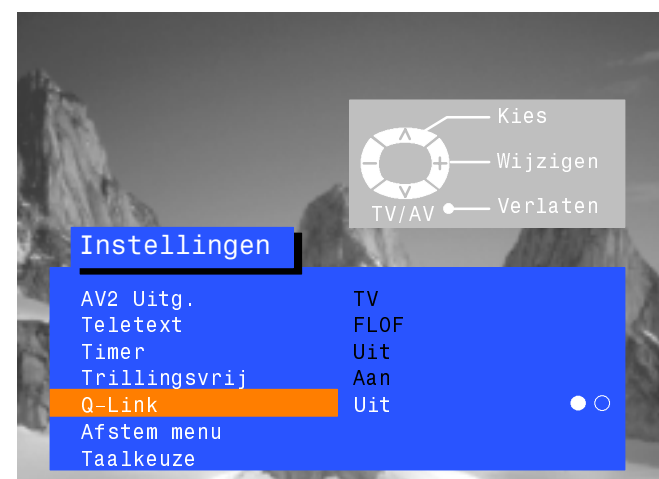 Kies
Wijzigen
TV/AV Verlaten
Instellingen
AV2 Uitg. TV
Teletext FLOF
Timer Uit
Trillingsvrij Aan
Q-Link Uit
Afstem menu
Taalkeuze